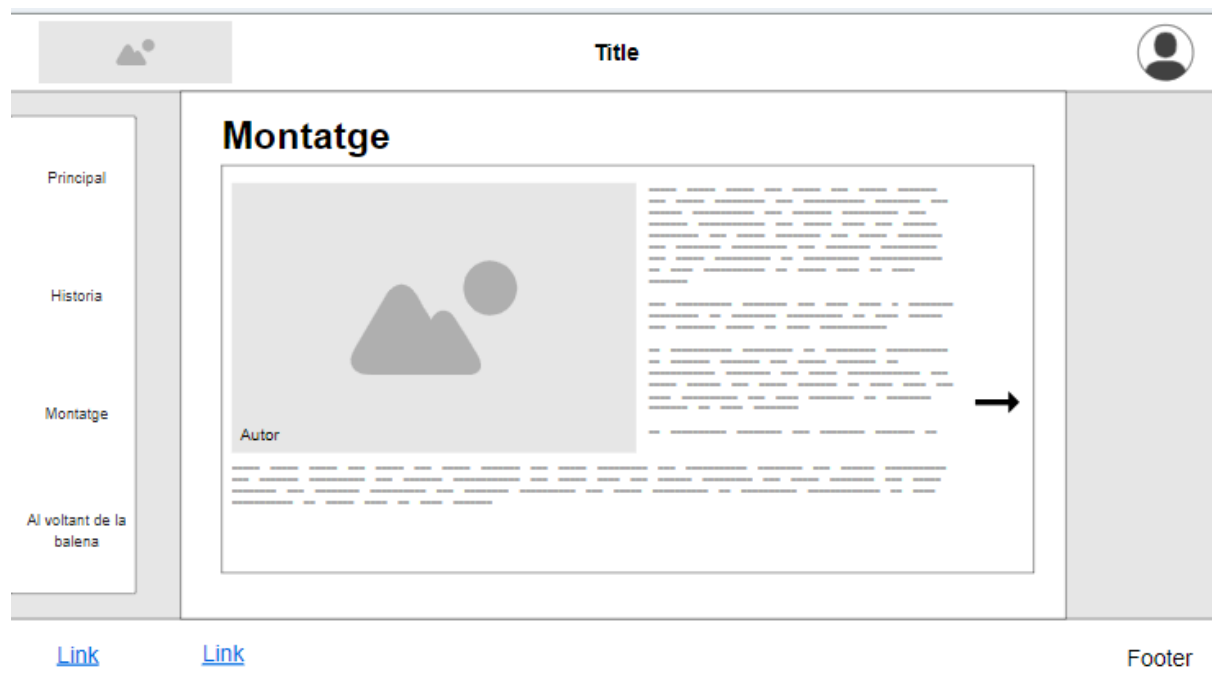 Title
Montatge
Principal
Historia
Montatge
Al voltant de la
balena
Autor
Link
Link
Footer